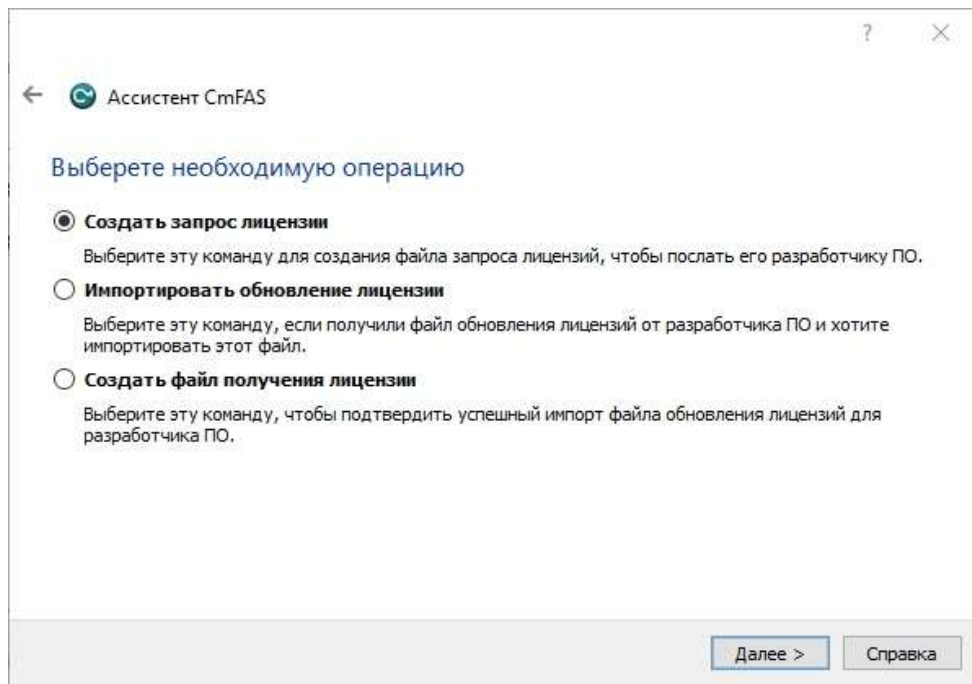 ?
Ассистент CmFAS
Выберете необходимую операцию
Создать запрос лицензии
Выберите эту команду для создания файла запроса лицензий, чтобы послать его разработчику ПО.
Импортировать обновление лицензии
Выберите эту команду, если получили файл обновления лицензий от разработчика ПО и хотите
импортировать этот файл.
Создать файл получения лицензии
Выберите эту команду, чтобы подтвердить успешный импорт файла обновления лицензий для
разработчика ПО.
Далее >
Справка